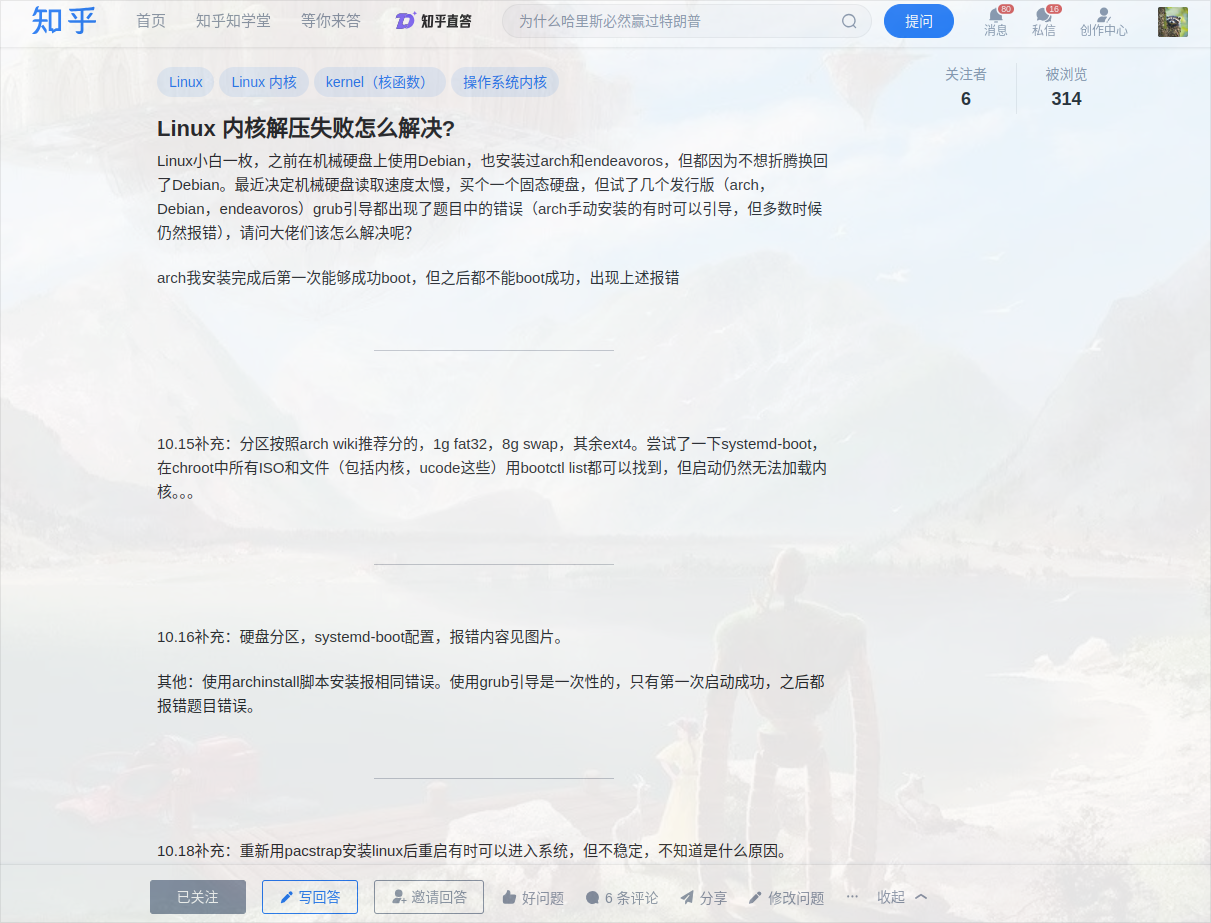 知乎 首页 知乎知学堂 等你来答 知乎直答 为什么哈里斯必然赢过特朗普 提问 80 消息 16 私信 创作中心
Linux Linux 内核 kernel（核函数） 操作系统内核
关注者 被浏览
6 314
Linux 内核解压失败怎么解决?
Linux小白一枚，之前在机械硬盘上使用Debian，也安装过arch和endeavoros，但都因为不想折腾换回
了Debian。最近决定机械硬盘读取速度太慢，买个一个固态硬盘，但试了几个发行版（arch，
Debian，endeavoros）grub引导都出现了题目中的错误（arch手动安装的有时可以引导，但多数时候
仍然报错），请问大佬们该怎么解决呢?
arch我安装完成后第一次能够成功boot，但之后都不能boot成功，出现上述报错
10.15补充：分区按照arch wiki推荐分的，1g fat32，8g swap，其余ext4。尝试了一下systemd-boot，
在chroot中所有ISO和文件（包括内核，ucode这些）用bootctl list都可以找到，但启动仍然无法加载内
核。。。
10.16补充：硬盘分区，systemd-boot配置，报错内容见图片。
其他：使用archinstall脚本安装报相同错误。使用grub引导是一次性的，只有第一次启动成功，之后都
报错题目错误。
10.18补充：重新用pacstrap安装linux后重启有时可以进入系统，但不稳定，不知道是什么原因。
已关注 写回答 邀请回答 好问题 6 条评论 分享 修改问题 ··· 收起